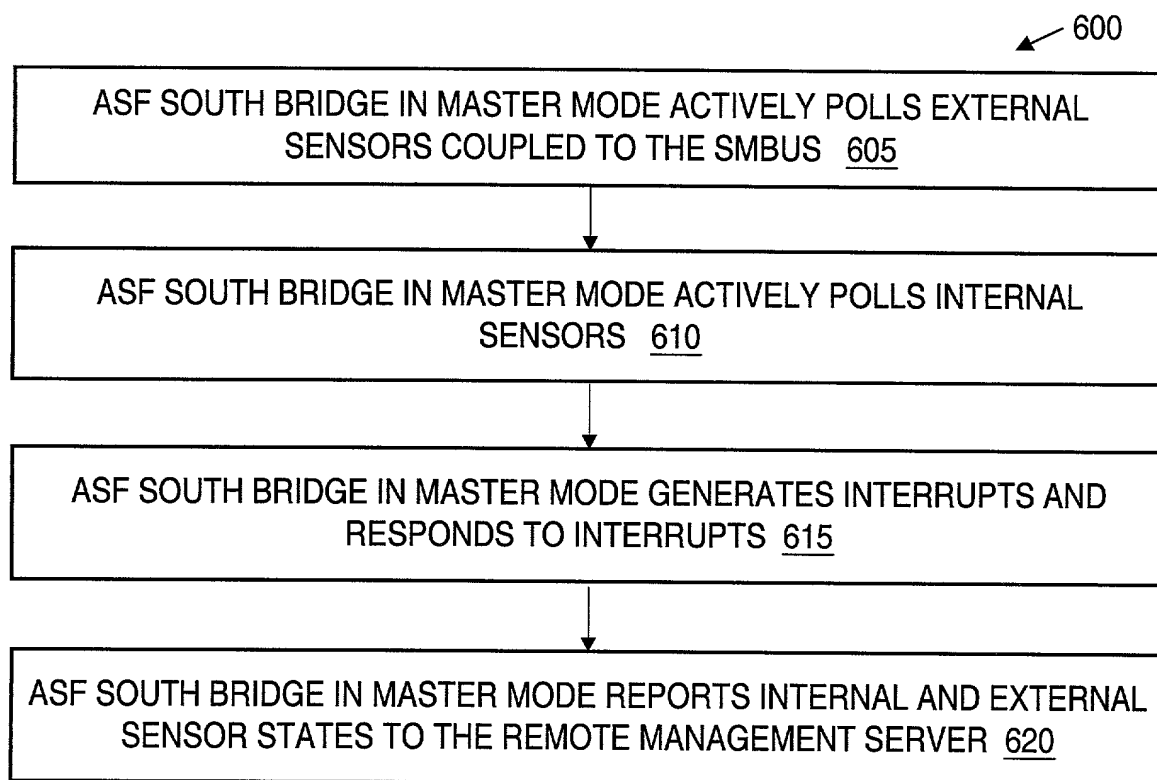 600
ASF SOUTH BRIDGE IN MASTER MODE ACTIVELY POLLS EXTERNAL
SENSORS COUPLED TO THE SMBUS 605
ASF SOUTH BRIDGE IN MASTER MODE ACTIVELY POLLS INTERNAL
SENSORS 610
ASF SOUTH BRIDGE IN MASTER MODE GENERATES INTERRUPTS AND
RESPONDS TO INTERRUPTS 615
ASF SOUTH BRIDGE IN MASTER MODE REPORTS INTERNAL AND EXTERNAL
SENSOR STATES TO THE REMOTE MANAGEMENT SERVER 620